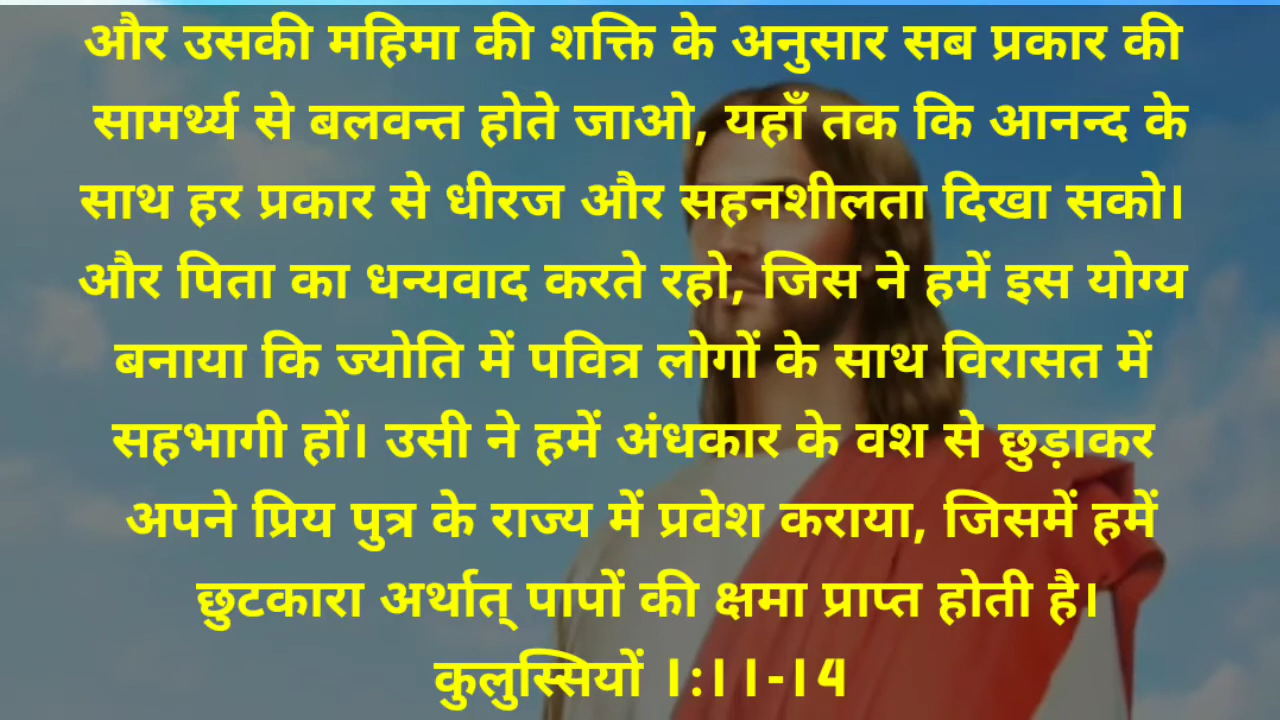 और उसकी महिमा की शक्ति के अनुसार सब प्रकार की
सामर्थ्य से बलवन्त होते जाओ, यहाँ तक कि आनन्द के
साथ हर प्रकार से धीरज और सहनशीलता दिखा सको।
और पिता का धन्यवाद करते रहो, जिस ने हमें इस योग्य
बनाया कि ज्योति में पवित्र लोगों के साथ विरासत में
सहभागी हों। उसी ने हमें अंधकार के वश से छुड़ाकर
अपने प्रिय पुत्र के राज्य में प्रवेश कराया, जिसमें हमें
छुटकारा अर्थात् पापों की क्षमा प्राप्त होती है।
कुलुस्सियों 1:11-14